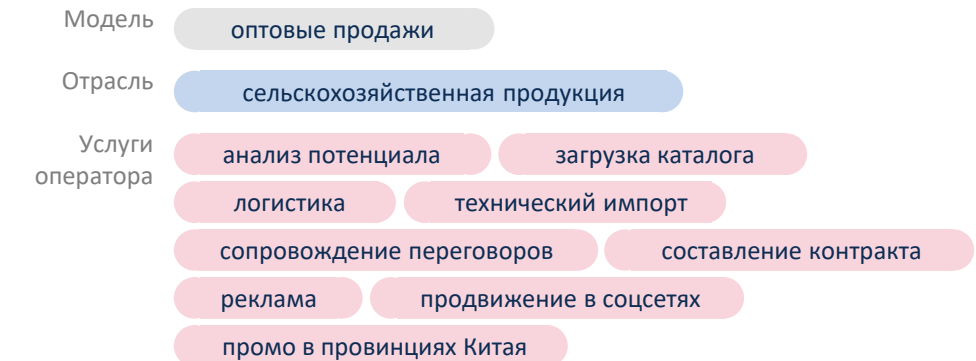 Модель
оптовые продажи
Отрасль
сельскохозяйственная продукция
Услуги
оператора
анализ потенциала загрузка каталога
логистика технический импорт
сопровождение переговоров составление контракта
реклама продвижение в соцсетях
промо в провинциях Китая